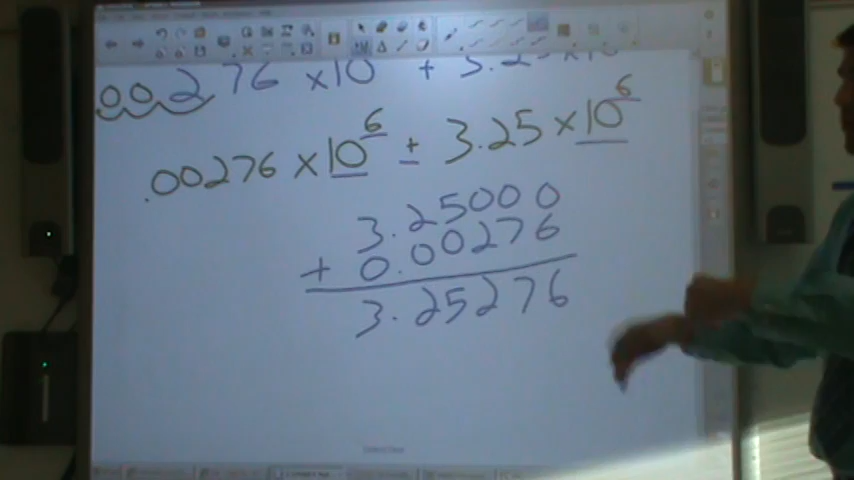 00276 ×10 + 3.25×10
.00276 ×10⁶ + 3.25 ×10⁶
3.25000
+ 0.00276
3.25276